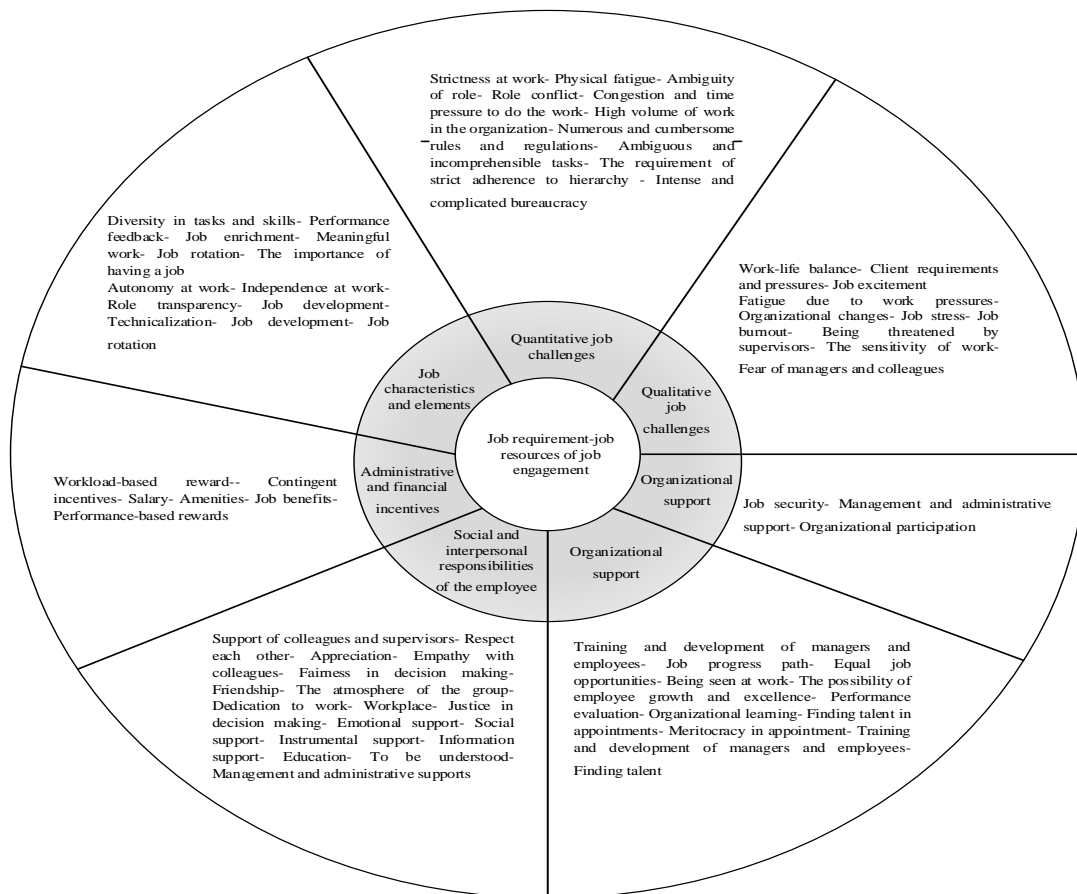 Strictness at work- Physical fatigue- Ambiguity
of role- Role conflict- Congestion and time
pressure to do the work- High volume of work
in the organization- Numerous and cumbersome
rules and regulations- Ambiguous and
incomprehensible tasks- The requirement of
strict adherence to hierarchy - Intense and
complicated bureaucracy
Diversity in tasks and skills- Performance
feedback- Job enrichment- Meaningful
work- Job rotation- The importance of
having a job
Autonomy at work- Independence at work-
Role transparency- Job development-
Technicalization- Job development- Job
rotation
Work-life balance- Client requirements
and pressures- Job excitement
Fatigue due to work pressures-
Organizational changes- Job stress- Job
burnout- Being threatened by
supervisors- The sensitivity of work-
Fear of managers and colleagues
Quantitative job
challenges
Job
characteristics
and elements
Qualitative
job
challenges
Job requirement-job
resources of job
engagement
Administrative
and financial
incentives
Organizational
support
Social and
interpersonal
responsibilities
of the employee
Organizational
support
Workload-based reward-- Contingent
incentives- Salary- Amenities- Job benefits-
Performance-based rewards
Job security- Management and administrative
support- Organizational participation
Support of colleagues and supervisors- Respect
each other- Appreciation- Empathy with
colleagues- Fairness in decision making-
Friendship- The atmosphere of the group-
Dedication to work- Workplace- Justice in
decision making- Emotional support- Social
support- Instrumental support- Information
support- Education- To be understood-
Management and administrative supports
Training and development of managers and
employees- Job progress path- Equal job
opportunities- Being seen at work- The possibility of
employee growth and excellence- Performance
evaluation- Organizational learning- Finding talent in
appointments- Meritocracy in appointment- Training
and development of managers and employees-
Finding talent